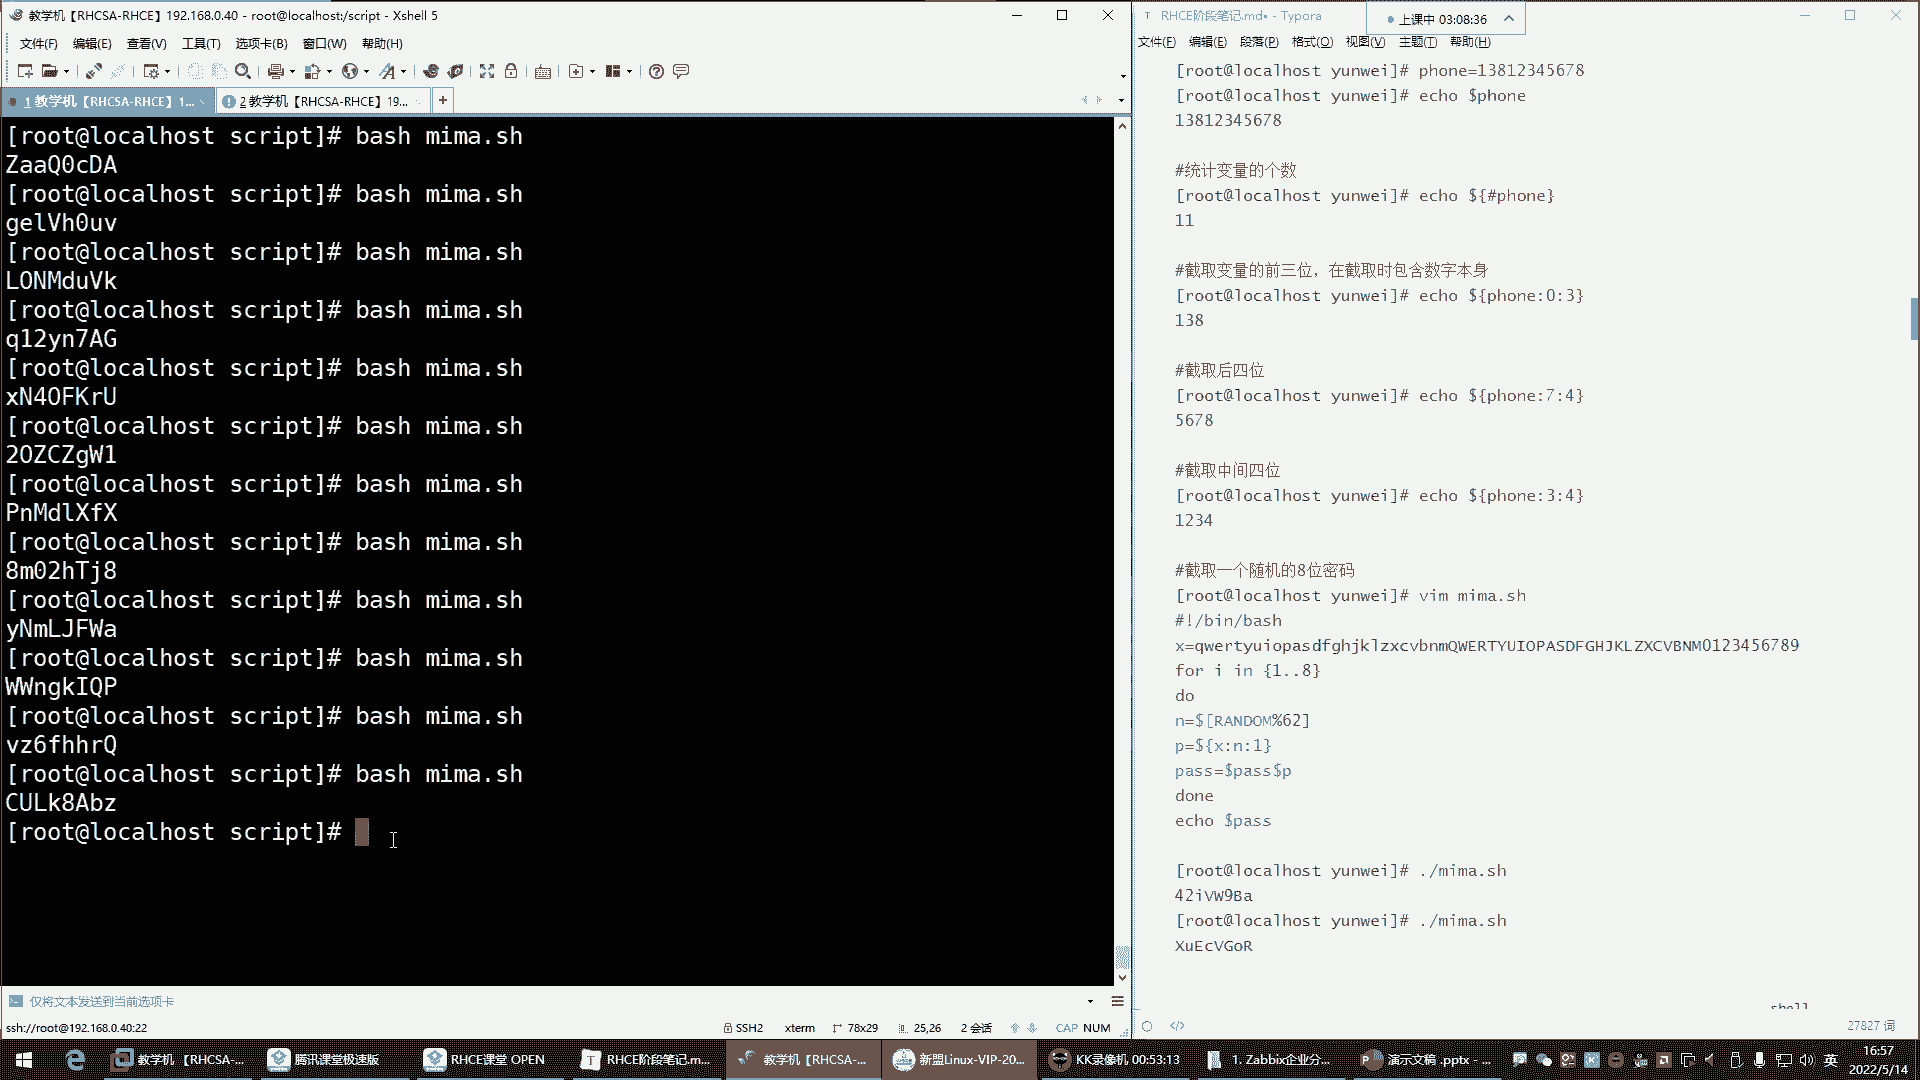 教学机【RHCSA-RHCE】192.168.0.40 - root@localhost:/script - Xshell 5
文件(F) 编辑(E) 查看(V) 工具(T) 选项卡(B) 窗口(W) 帮助(H)
1 教学机【RHCSA-RHCE】1...
2 教学机【RHCSA-RHCE】19...
[root@localhost script]# bash mima.sh
ZaaQ0cDA
[root@localhost script]# bash mima.sh
gelVh0uv
[root@localhost script]# bash mima.sh
LONMduVk
[root@localhost script]# bash mima.sh
q12yn7AG
[root@localhost script]# bash mima.sh
xN4OFKrU
[root@localhost script]# bash mima.sh
2OZCZgW1
[root@localhost script]# bash mima.sh
PnMdlXfX
[root@localhost script]# bash mima.sh
8m02hTj8
[root@localhost script]# bash mima.sh
yNmLJFWa
[root@localhost script]# bash mima.sh
WWngkIQP
[root@localhost script]# bash mima.sh
vz6fhhrQ
[root@localhost script]# bash mima.sh
CULk8Abz
[root@localhost script]#
仅将文本发送到当前选项卡
ssh://root@192.168.0.40:22 SSH2 xterm 78x29 25,26 2 会话 CAP NUM
RHCE阶段笔记.md• - Typora
上课中 03:08:36
文件(F) 编辑(E) 段落(P) 格式(O) 视图(V) 主题(T) 帮助(H)
[root@localhost yunwei]# phone=13812345678
[root@localhost yunwei]# echo $phone
13812345678
#统计变量的个数
[root@localhost yunwei]# echo ${#phone}
11
#截取变量的前三位，在截取时包含数字本身
[root@localhost yunwei]# echo ${phone:0:3}
138
#截取后四位
[root@localhost yunwei]# echo ${phone:7:4}
5678
#截取中间四位
[root@localhost yunwei]# echo ${phone:3:4}
1234
#截取一个随机的8位密码
[root@localhost yunwei]# vim mima.sh
#!/bin/bash
x=qwertyuiopasdfghjklzxcvbnmQWERTYUIOPASDFGHJKLZXCVBNM0123456789
for i in {1..8}
do
n=$[RANDOM%62]
p=${x:n:1}
pass=$pass$p
done
echo $pass
[root@localhost yunwei]# ./mima.sh
42iVW9Ba
[root@localhost yunwei]# ./mima.sh
XuEcVGoR
shell
27827 词
教学机 【RHCSA-...
腾讯课堂极速版
RHCE课堂 OPEN
RHCE阶段笔记.m...
教学机【RHCSA-...
新盟Linux-VIP-20...
KK录像机 00:53:13
1. Zabbix企业分...
演示文稿 .pptx - ...
英
16:57
2022/5/14